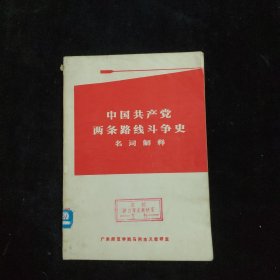 中国共产党
两条路线斗争史
名词解释
广东师范学院马列主义教研室